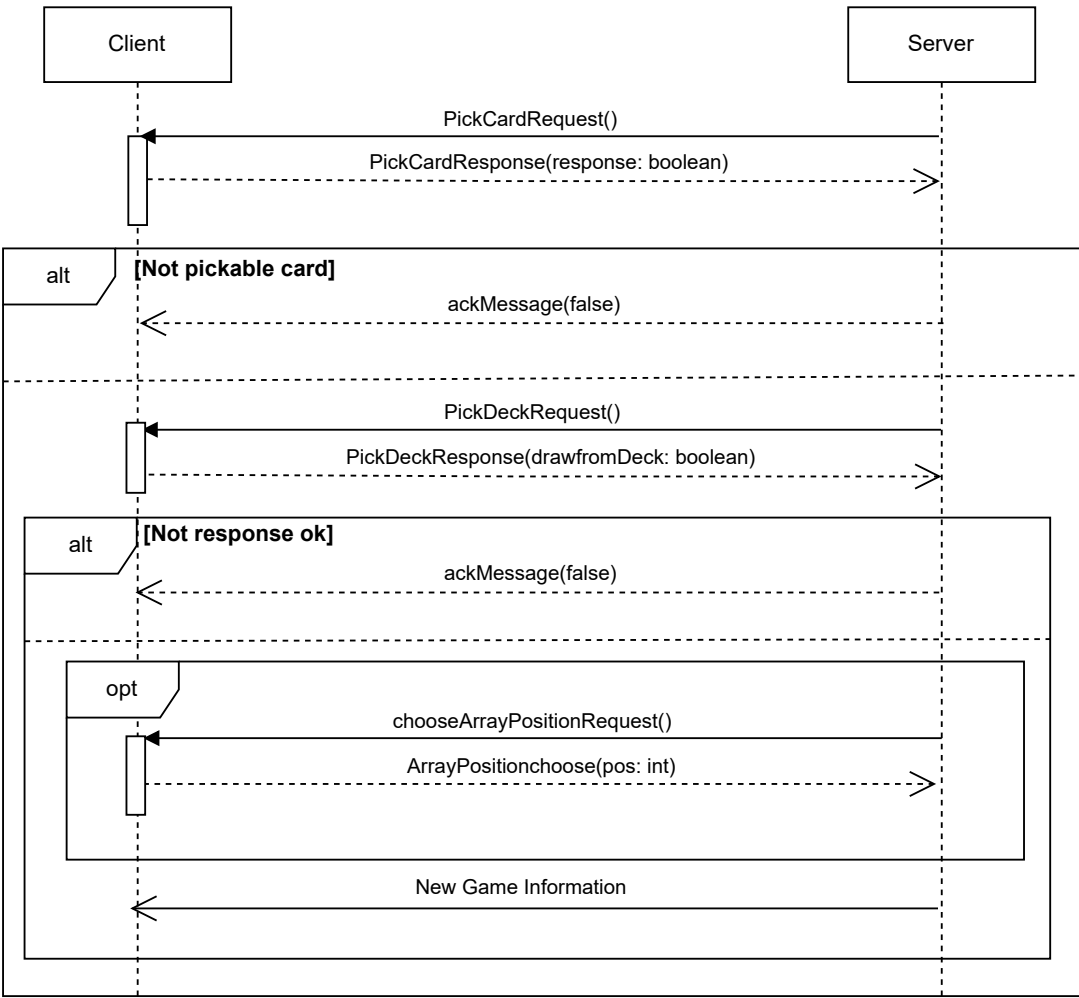 Client
Server
PickCardRequest()
PickCardResponse(response: boolean)
alt
[Not pickable card]
ackMessage(false)
PickDeckRequest()
PickDeckResponse(drawfromDeck: boolean)
alt
[Not response ok]
ackMessage(false)
opt
chooseArrayPositionRequest()
ArrayPositionchoose(pos: int)
New Game Information